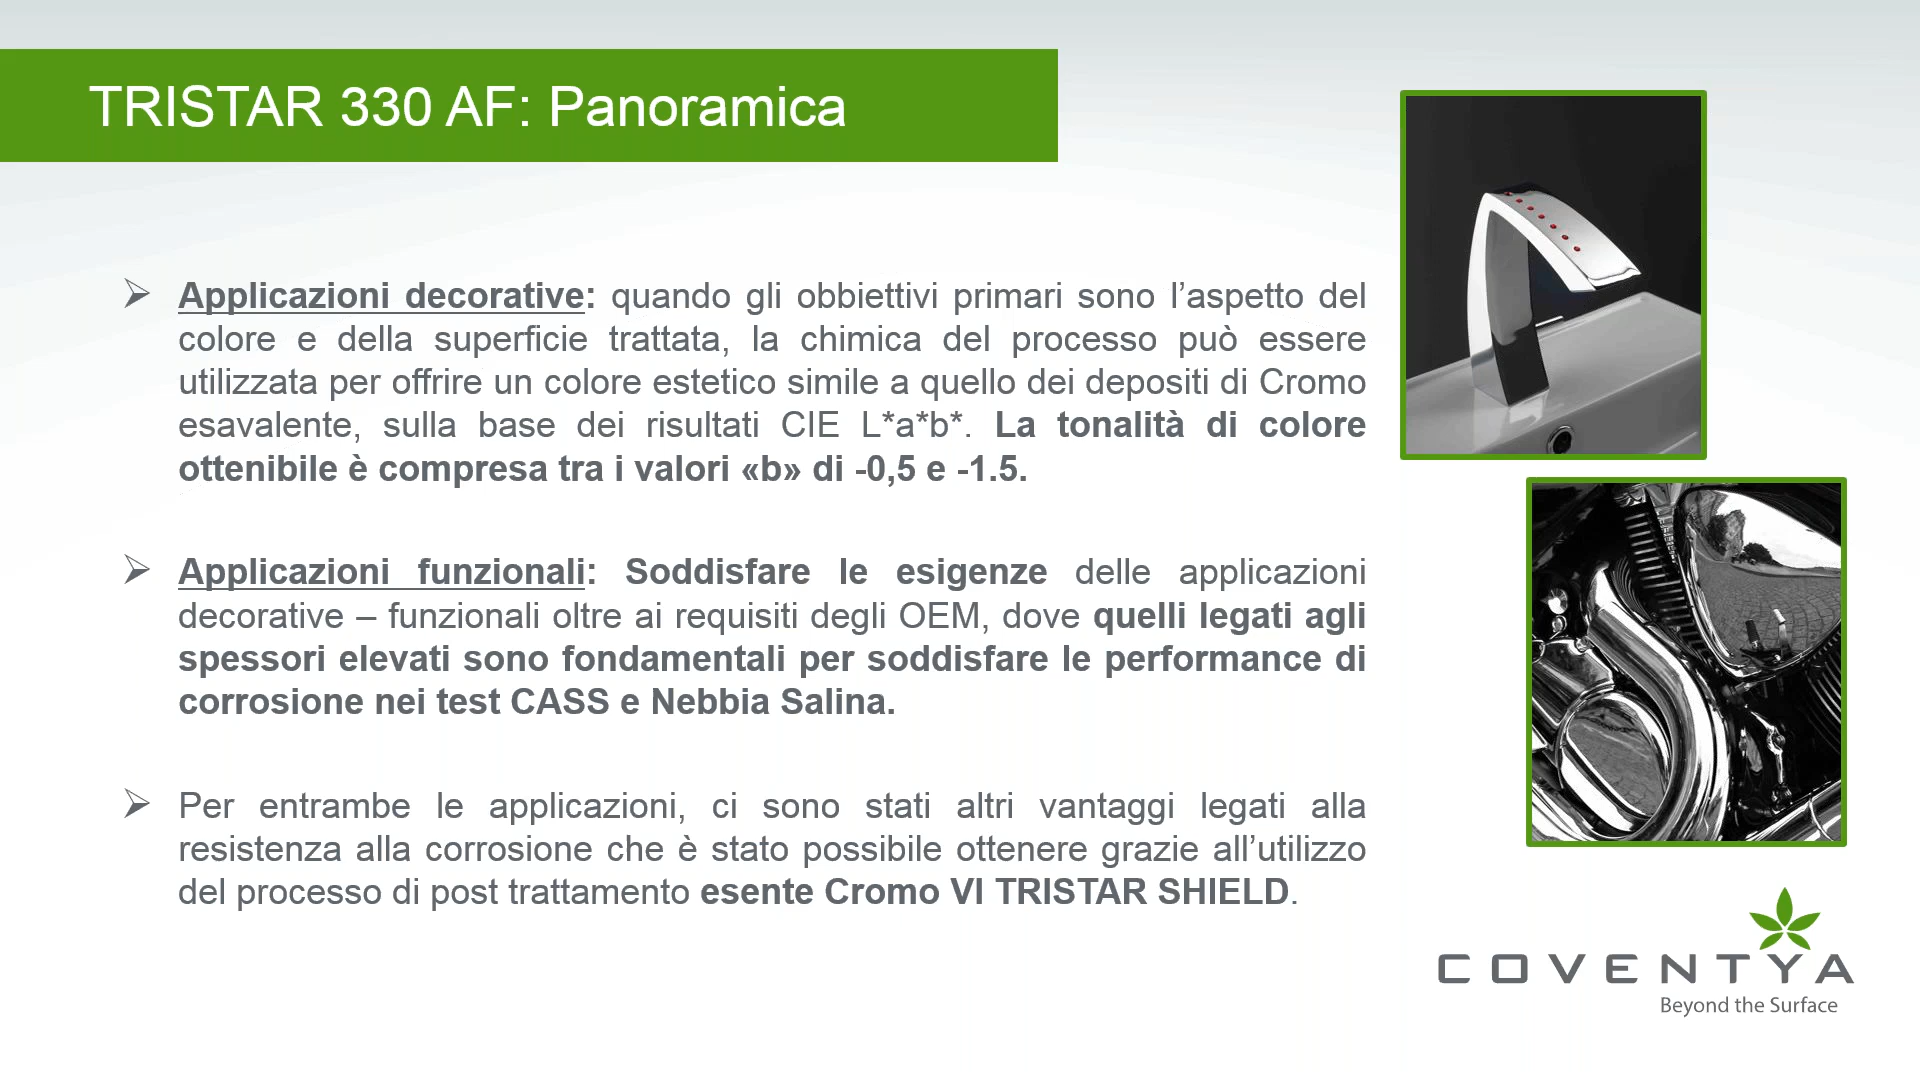 TRISTAR 330 AF: Panoramica
Applicazioni decorative: quando gli obbiettivi primari sono l’aspetto del
colore e della superficie trattata, la chimica del processo può essere
utilizzata per offrire un colore estetico simile a quello dei depositi di Cromo
esavalente, sulla base dei risultati CIE L*a*b*. La tonalità di colore
ottenibile è compresa tra i valori «b» di -0,5 e -1.5.
Applicazioni funzionali: Soddisfare le esigenze delle applicazioni
decorative – funzionali oltre ai requisiti degli OEM, dove quelli legati agli
spessori elevati sono fondamentali per soddisfare le performance di
corrosione nei test CASS e Nebbia Salina.
Per entrambe le applicazioni, ci sono stati altri vantaggi legati alla
resistenza alla corrosione che è stato possibile ottenere grazie all’utilizzo
del processo di post trattamento esente Cromo VI TRISTAR SHIELD.
COVENTYA
Beyond the Surface